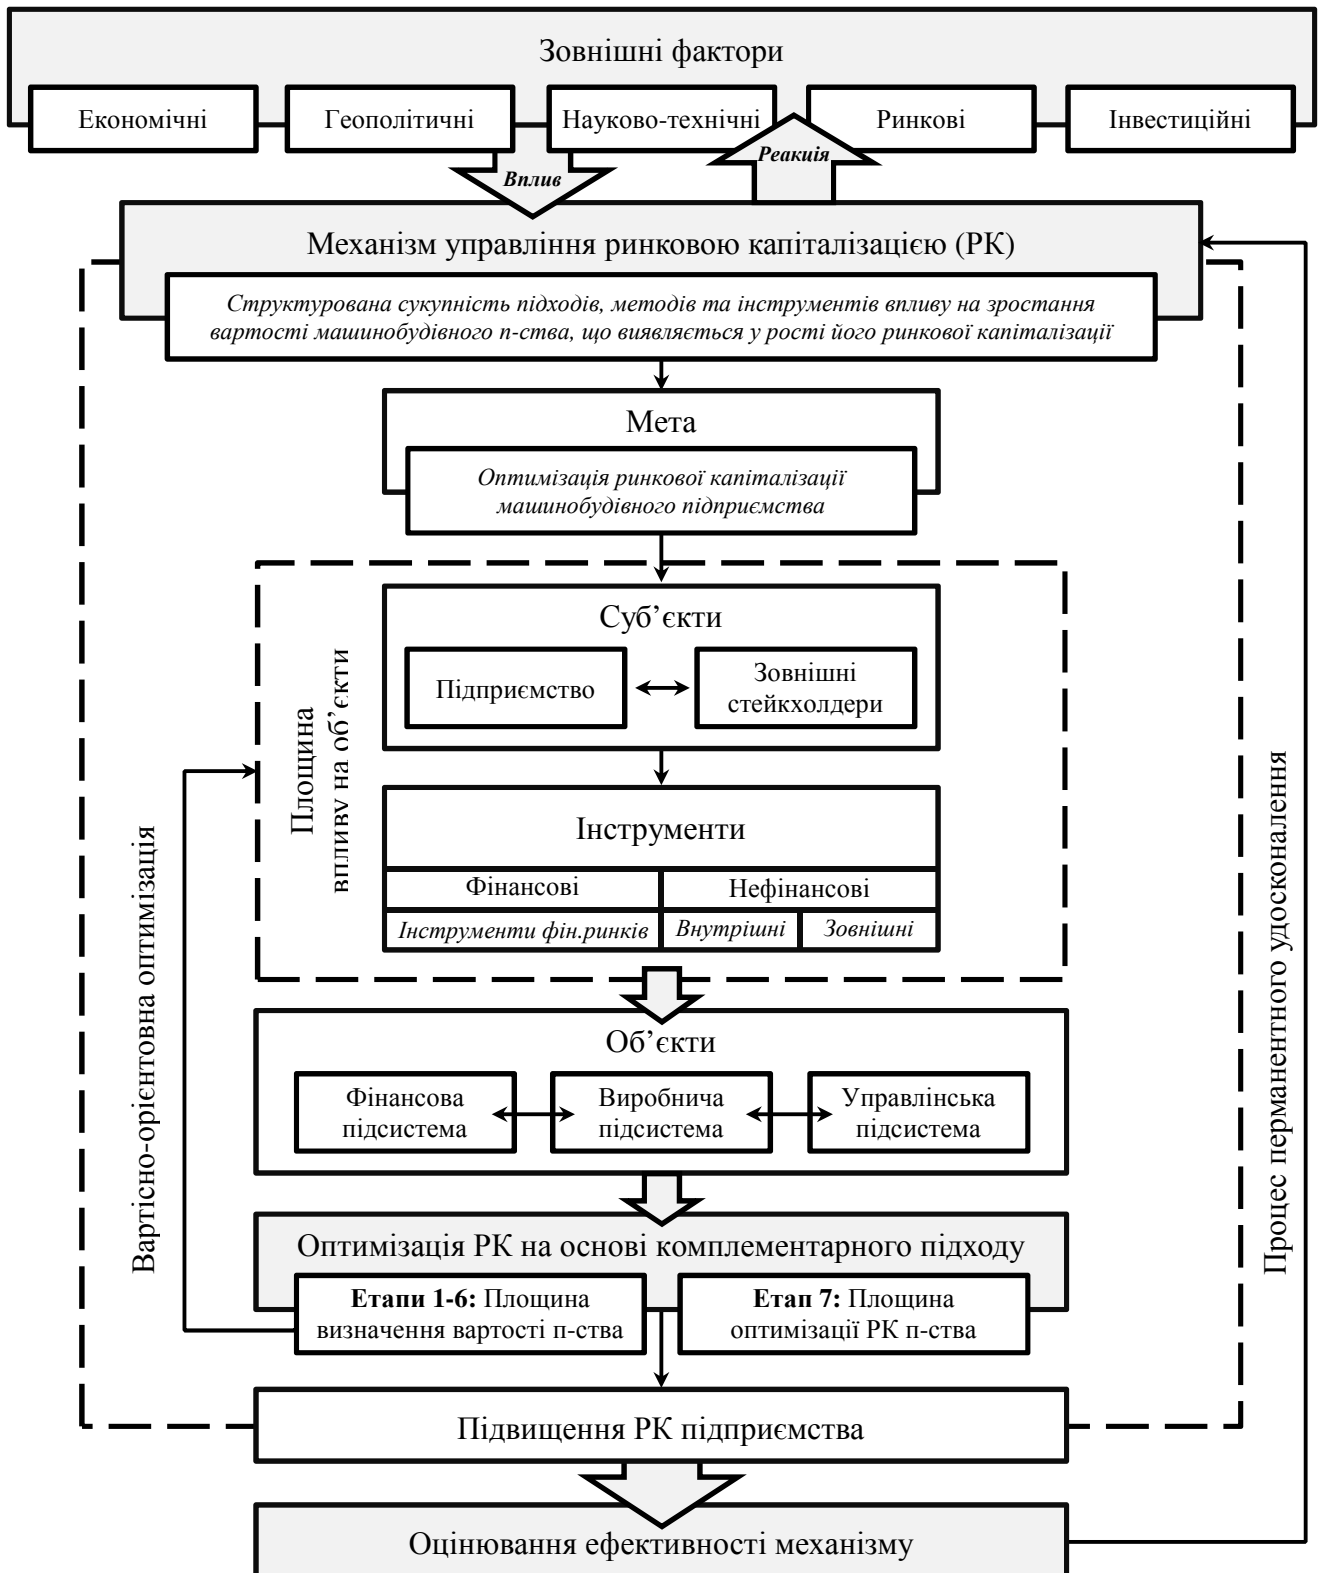 Зовнішні фактори
Економічні
Геополітичні
Науково-технічні
Ринкові
Інвестиційні
Вплив
Реакція
Механізм управління ринковою капіталізацією (РК)
Структурована сукупність підходів, методів та інструментів впливу на зростання
вартості машинобудівного п-ства, що виявляється у рості його ринкової капіталізації
Мета
Оптимізація ринкової капіталізації
машинобудівного підприємства
Площина
впливу на об’єкти
Суб’єкти
Підприємство
Зовнішні
стейкхолдери
Інструменти
Фінансові
Нефінансові
Інструменти фін.ринків
Внутрішні
Зовнішні
Об’єкти
Фінансова
підсистема
Виробнича
підсистема
Управлінська
підсистема
Вартісно-орієнтовна оптимізація
Процес перманентного удосконалення
Оптимізація РК на основі комплементарного підходу
Етапи 1-6: Площина
визначення вартості п-ства
Етап 7: Площина
оптимізації РК п-ства
Підвищення РК підприємства
Оцінювання ефективності механізму